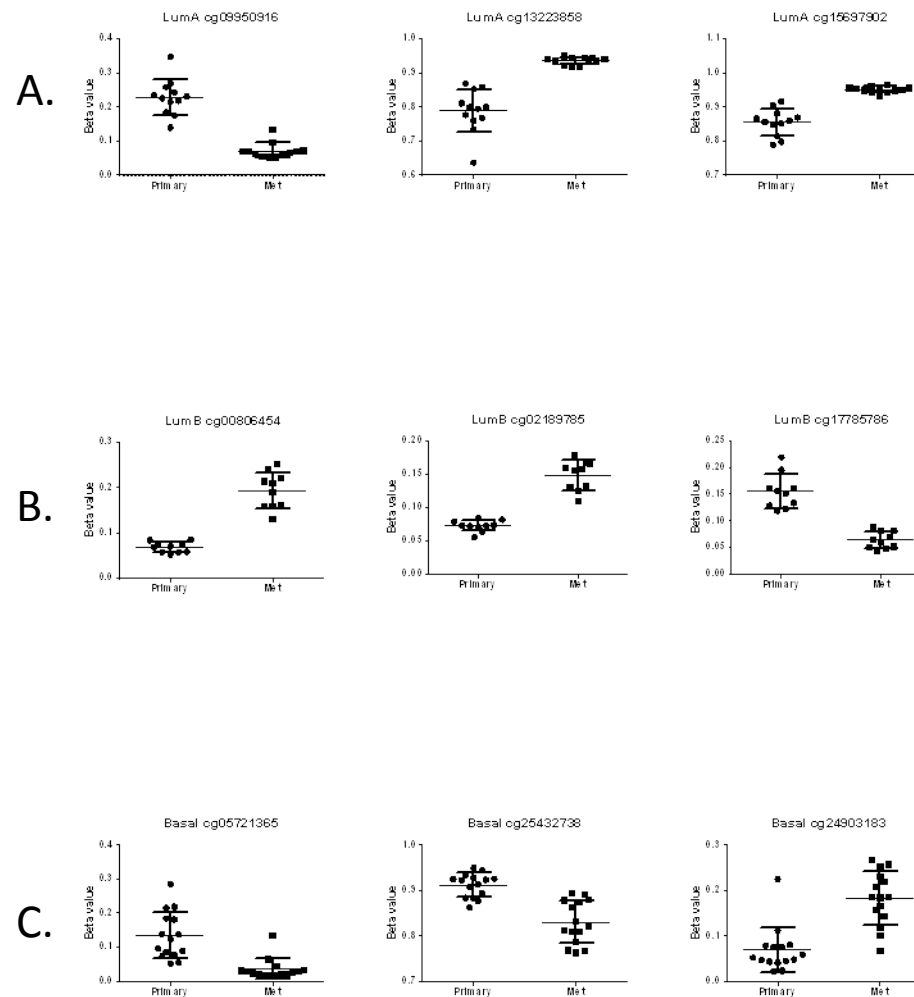 A.
LumA cg09950916
Beta value
0.4
0.3
0.2
0.1
0.0
Primary Met
LumA cg13223858
Beta value
1.0
0.9
0.8
0.7
0.6
Primary Met
LumA cg15697902
Beta value
1.1
1.0
0.9
0.8
0.7
Primary Met
B.
LumB cg00806454
Beta value
0.3
0.2
0.1
0.0
Primary Met
LumB cg02189785
Beta value
0.20
0.15
0.10
0.05
0.00
Primary Met
LumB cg17785786
Beta value
0.25
0.20
0.15
0.10
0.05
0.00
Primary Met
C.
Basal cg05721365
Beta value
0.4
0.3
0.2
0.1
0.0
Primary Met
Basal cg25432738
Beta value
1.0
0.9
0.8
0.7
Primary Met
Basal cg24903183
Beta value
0.3
0.2
0.1
0.0
Primary Met